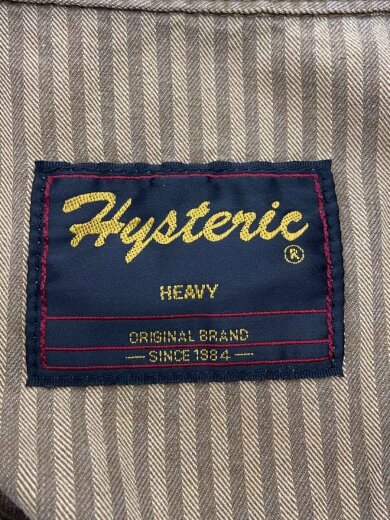 Hysteric ®
HEAVY
ORIGINAL BRAND
— SINCE 1984 —